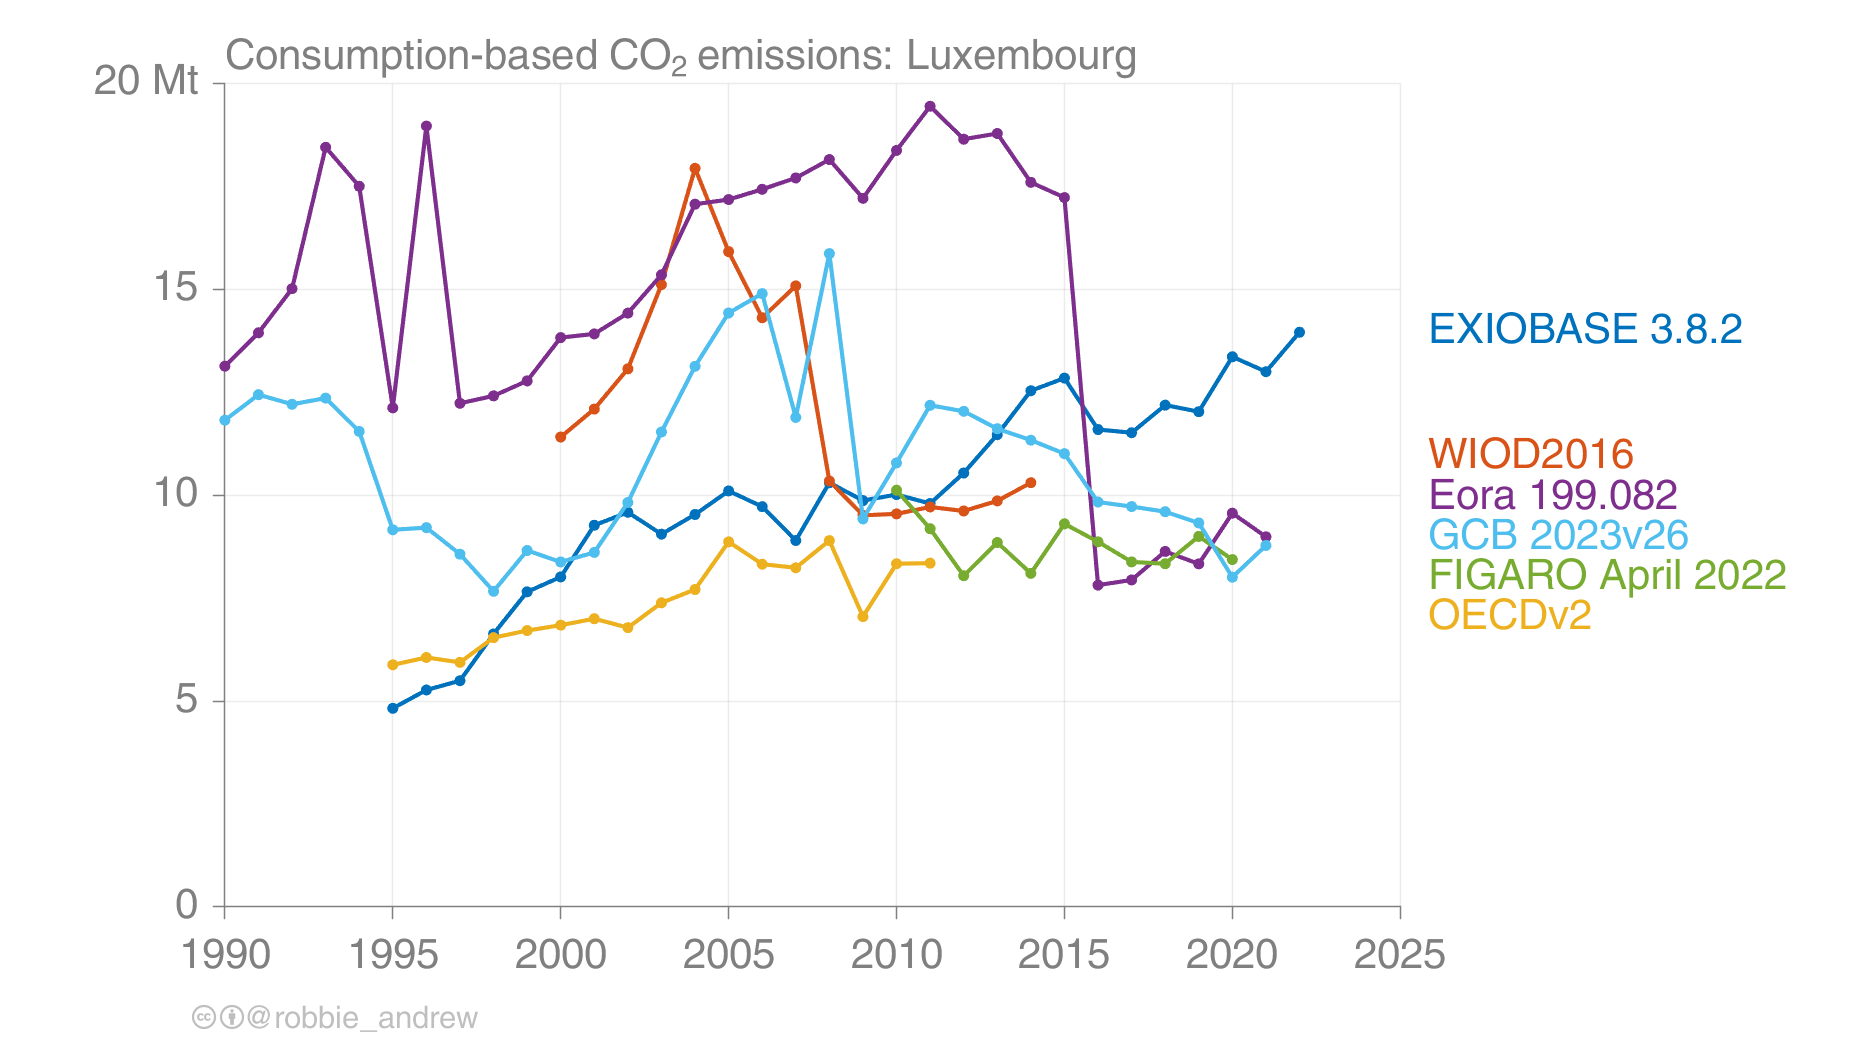 Consumption-based CO₂ emissions: Luxembourg
20 Mt
15
10
5
0
1990 1995 2000 2005 2010 2015 2020 2025
EXIOBASE 3.8.2
WIOD2016
Eora 199.082
GCB 2023v26
FIGARO April 2022
OECDv2
@robbie_andrew